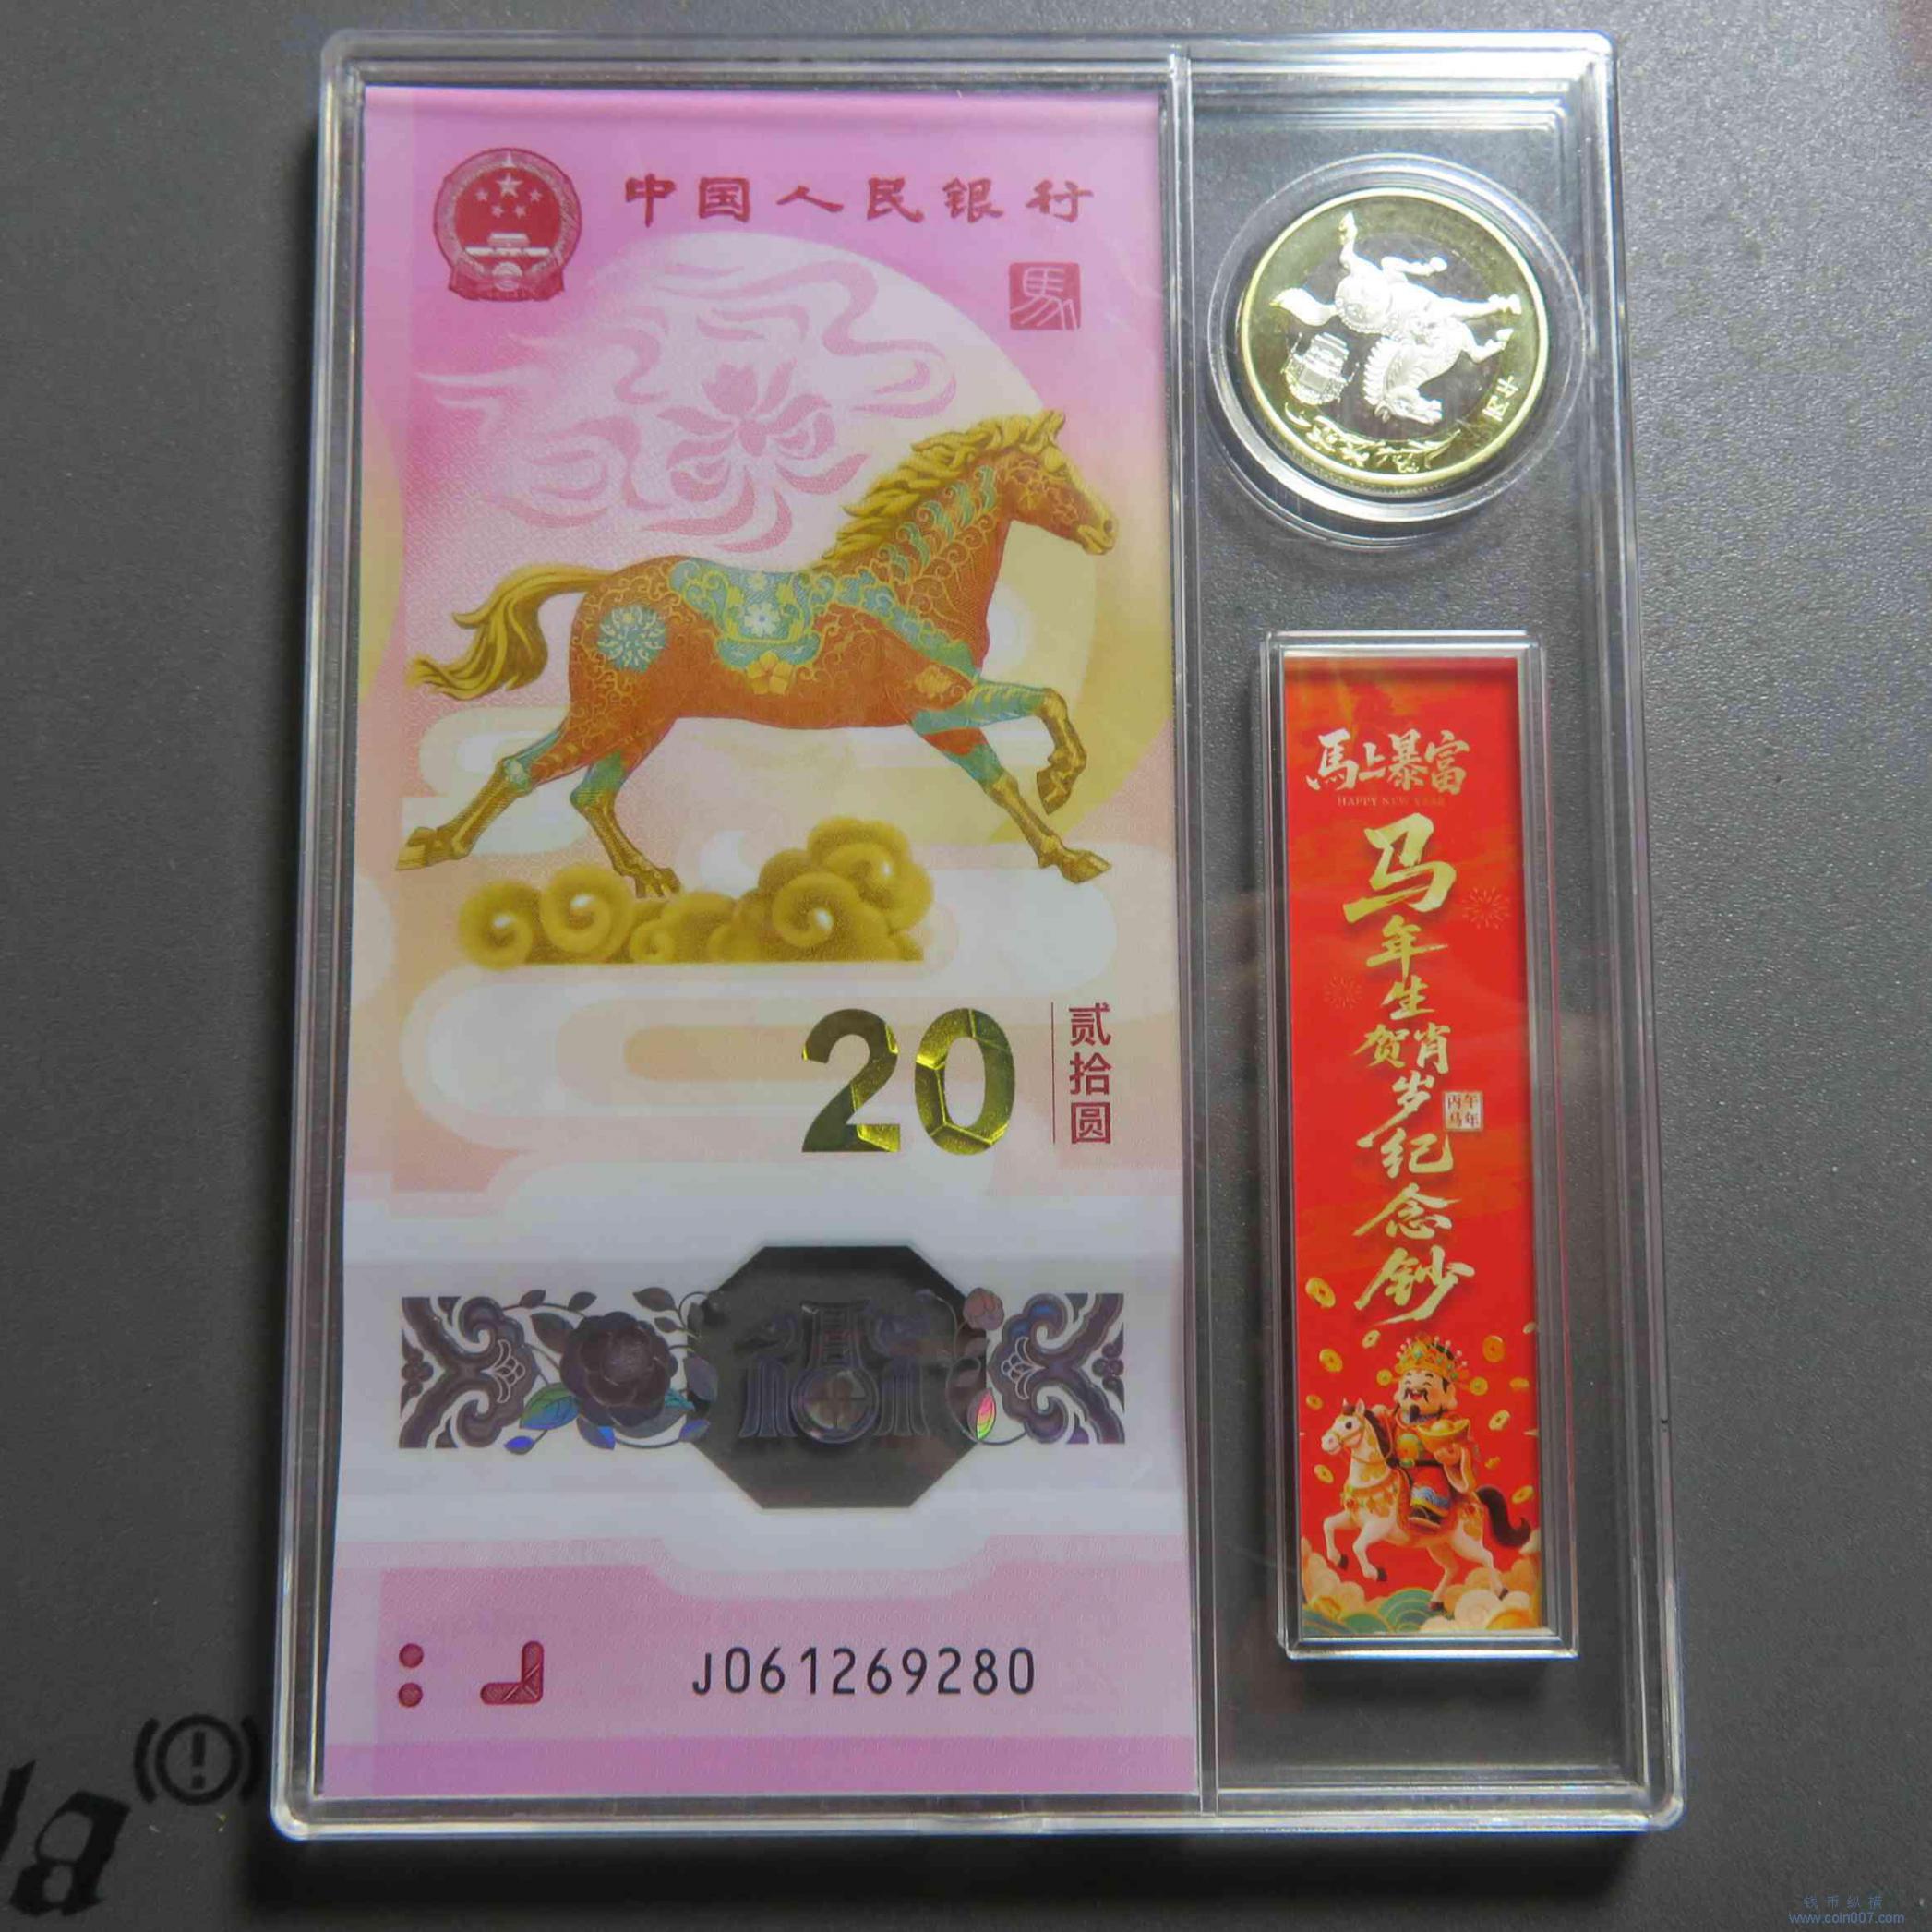 中国人民银行
馬
20
贰拾圆
J061269280
馬上暴富
HAPPY NEW YEAR
马年生肖贺岁纪念钞
丙午
马年
丙午
钱币纵横
www.coin007.com